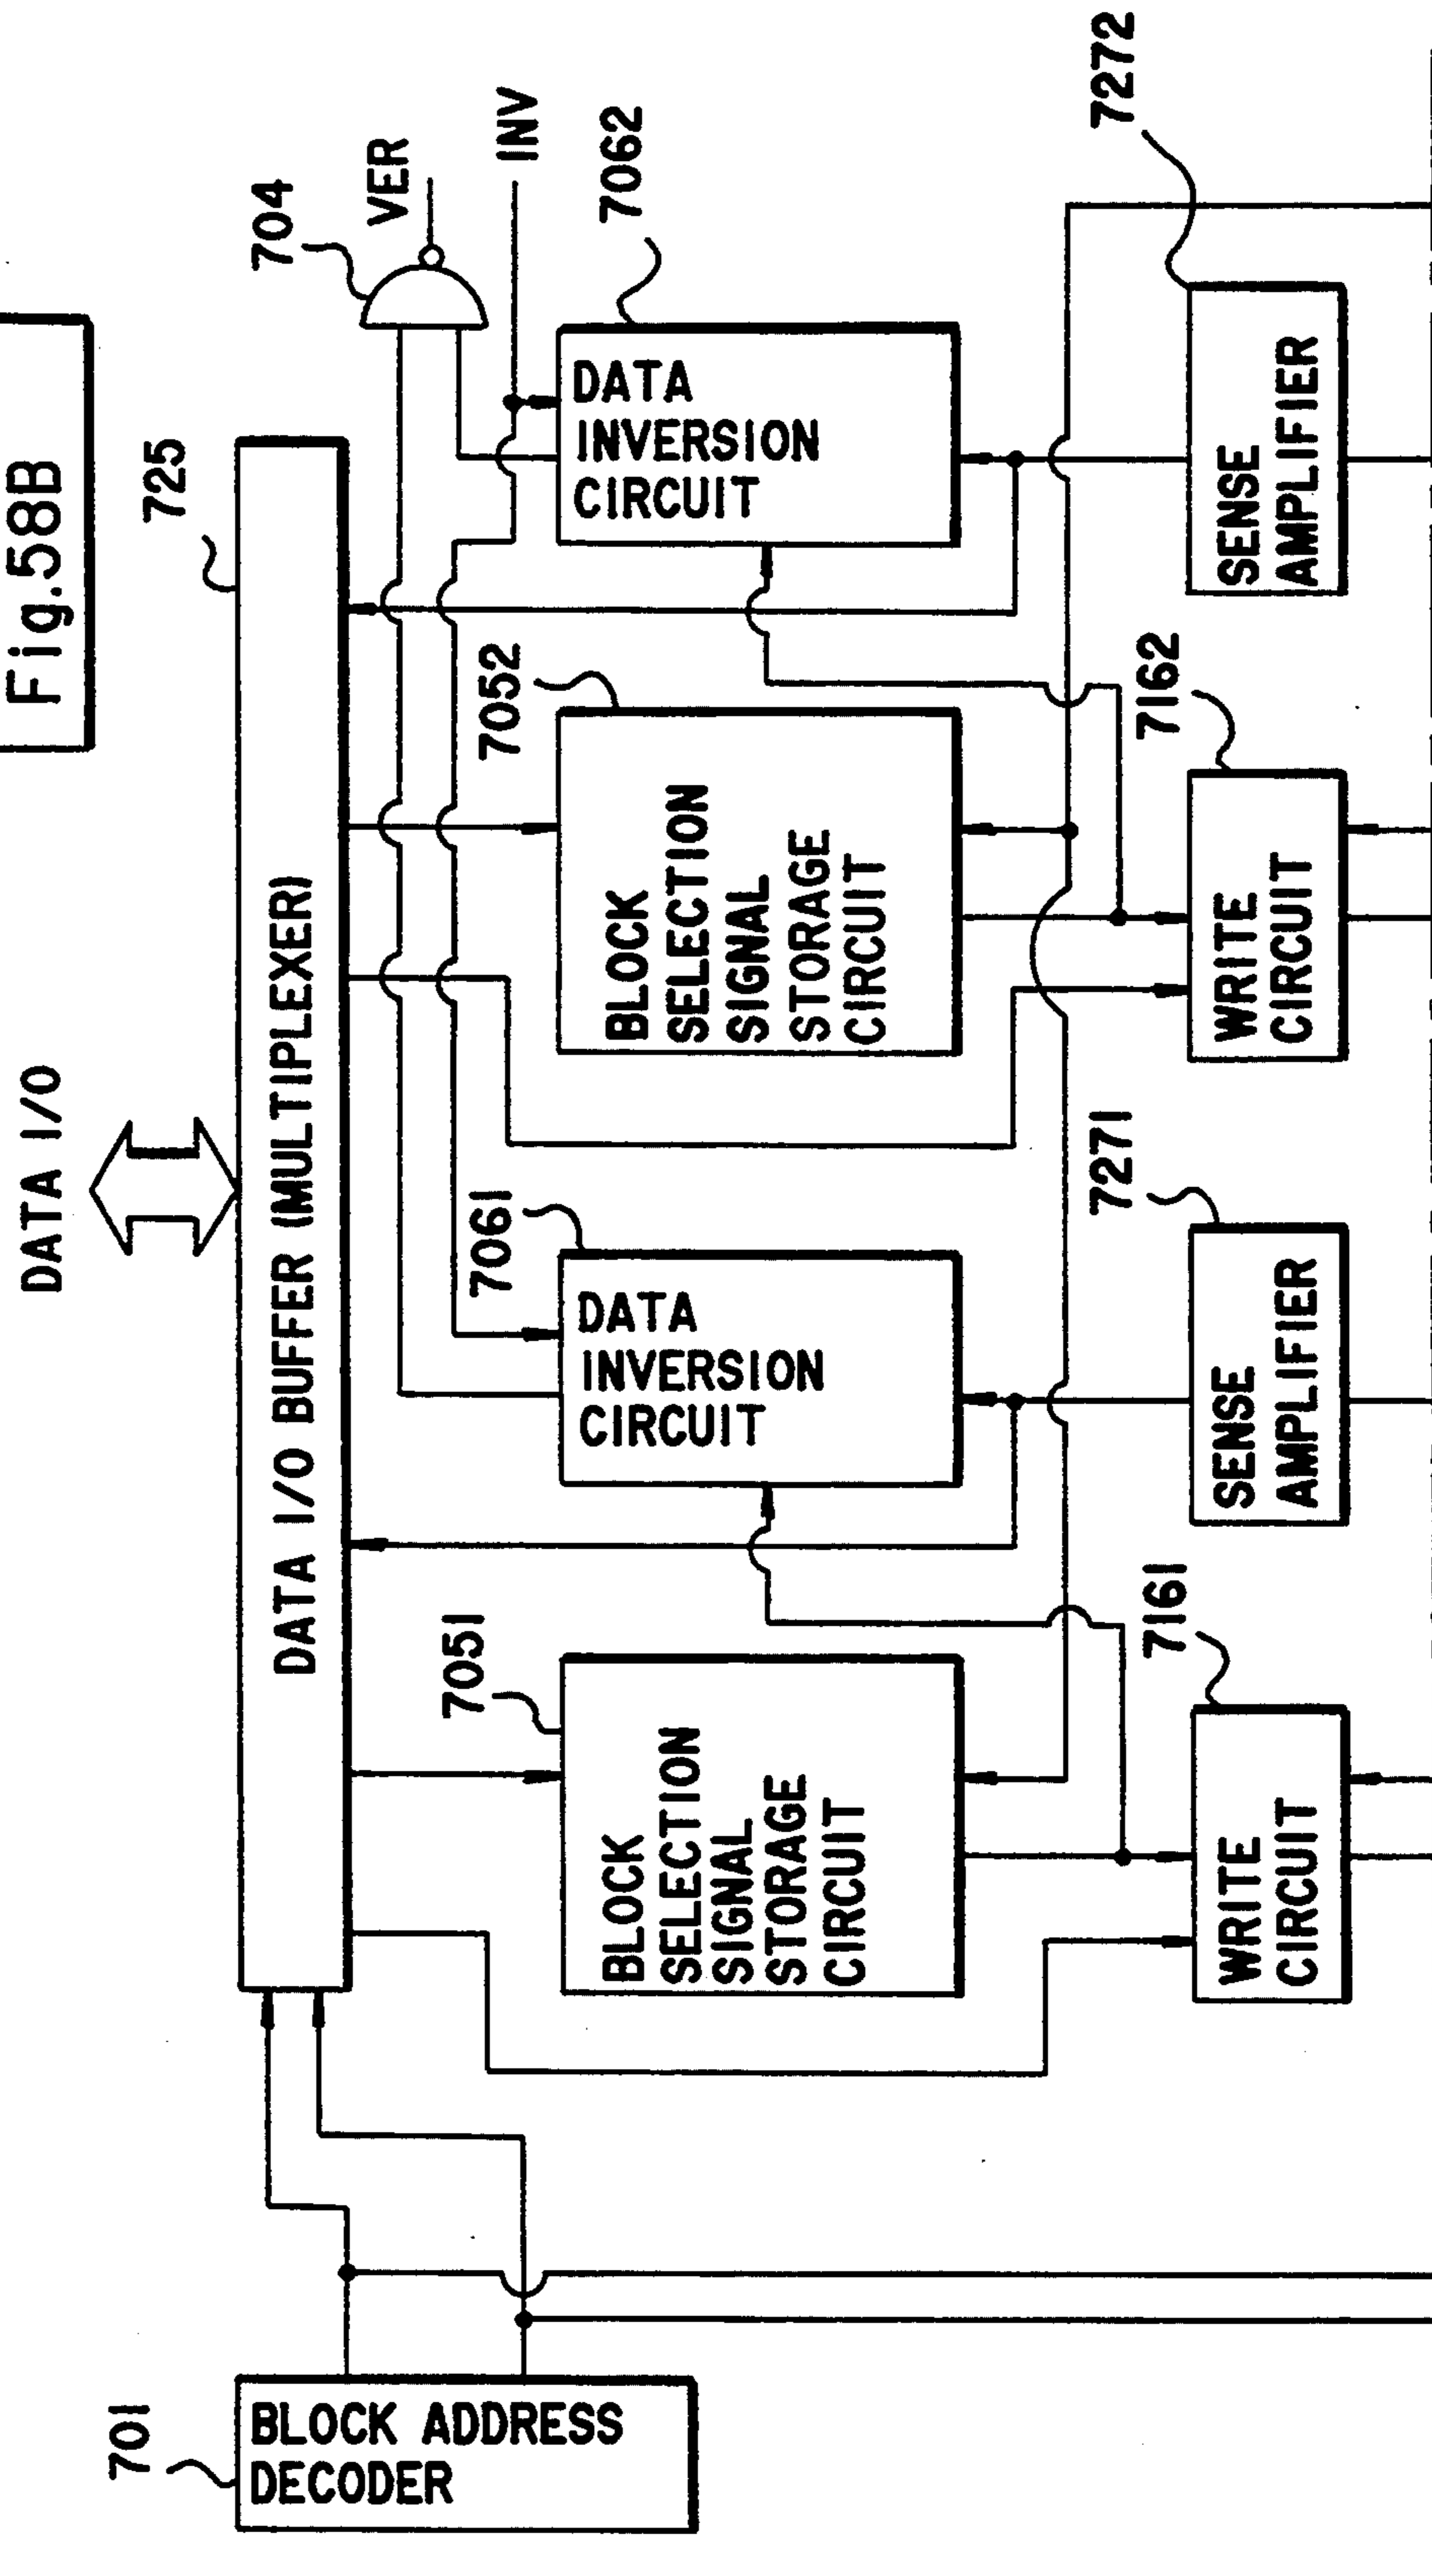 Fig.58B
DATA I/O
725
DATA I/O BUFFER (MULTIPLEXER)
704
VER
INV
701
BLOCK ADDRESS
DECODER
7051
BLOCK
SELECTION
SIGNAL
STORAGE
CIRCUIT
7061
DATA
INVERSION
CIRCUIT
7052
BLOCK
SELECTION
SIGNAL
STORAGE
CIRCUIT
7062
DATA
INVERSION
CIRCUIT
7161
WRITE
CIRCUIT
7271
SENSE
AMPLIFIER
7162
WRITE
CIRCUIT
7272
SENSE
AMPLIFIER